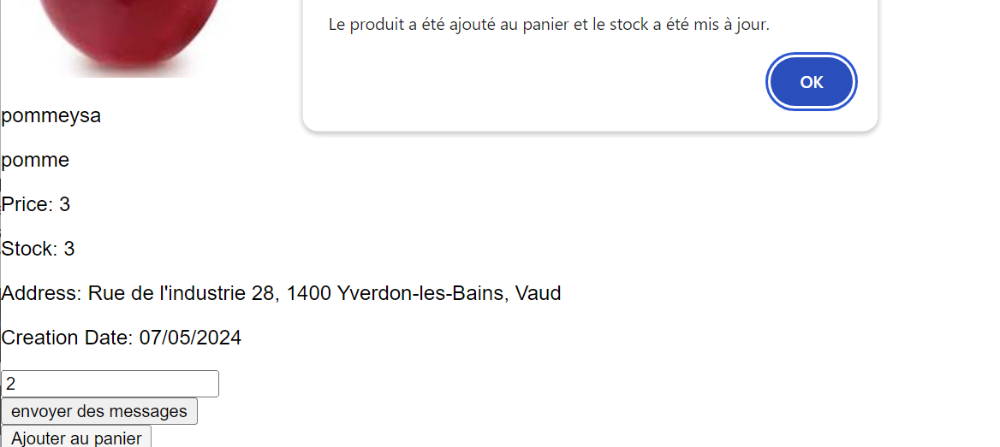 Le produit a été ajouté au panier et le stock a été mis à jour.
OK
pommeysa
pomme
Price: 3
Stock: 3
Address: Rue de l'industrie 28, 1400 Yverdon-les-Bains, Vaud
Creation Date: 07/05/2024
2
envoyer des messages
Ajouter au panier